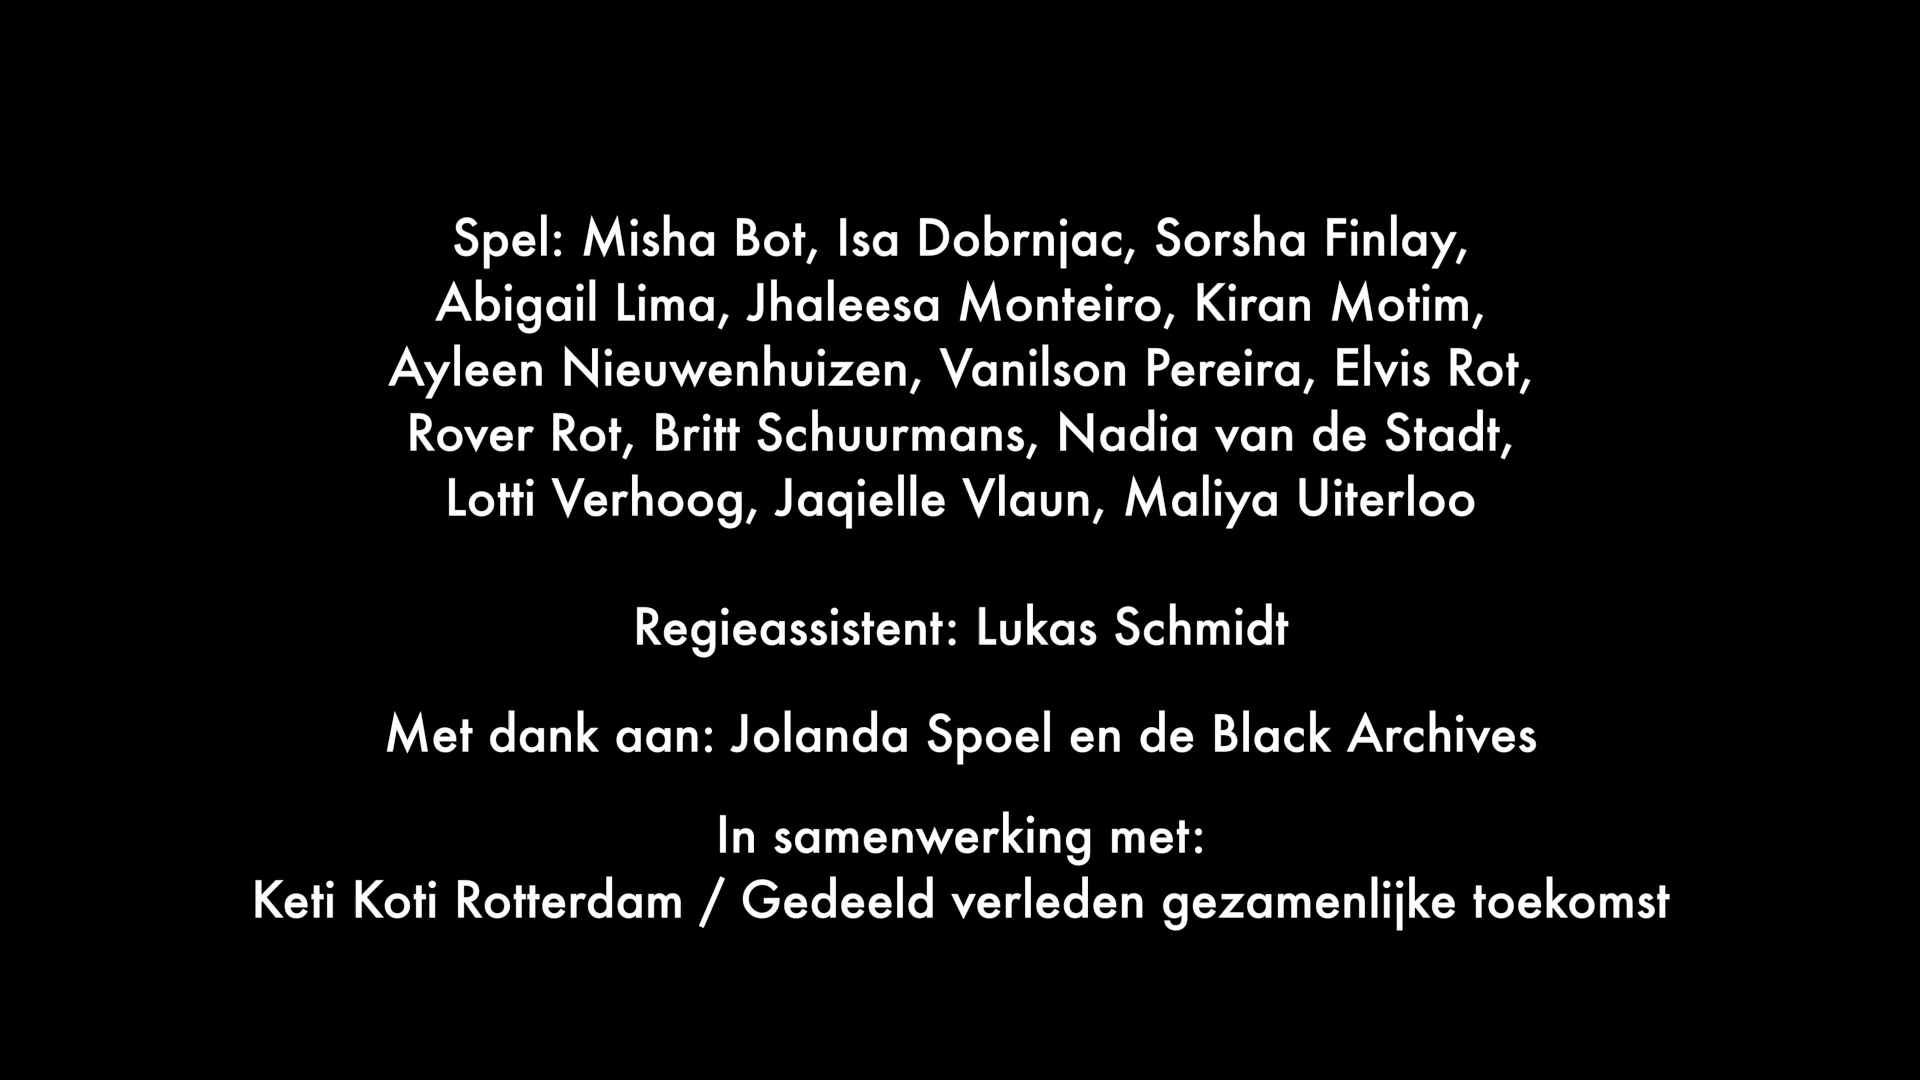 Spel: Misha Bot, Isa Dobrnjac, Sorsha Finlay,
Abigail Lima, Jhaleesa Monteiro, Kiran Motim,
Ayleen Nieuwenhuizen, Vanilson Pereira, Elvis Rot,
Rover Rot, Britt Schuurmans, Nadia van de Stadt,
Lotti Verhoog, Jaqielle Vlaun, Maliya Uiterloo
Regieassistent: Lukas Schmidt
Met dank aan: Jolanda Spoel en de Black Archives
In samenwerking met:
Keti Koti Rotterdam / Gedeeld verleden gezamenlijke toekomst